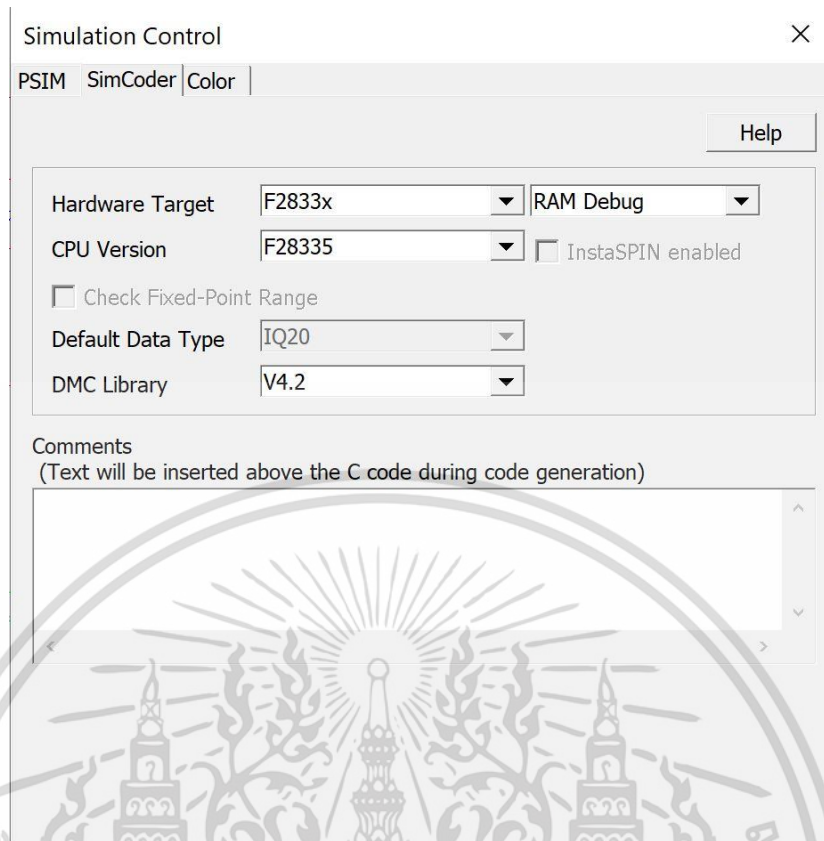 Simulation Control
PSIM SimCoder Color
Help
Hardware Target F2833x RAM Debug
CPU Version F28335 InstaSPIN enabled
Check Fixed-Point Range
Default Data Type IQ20
DMC Library V4.2
Comments
(Text will be inserted above the C code during code generation)